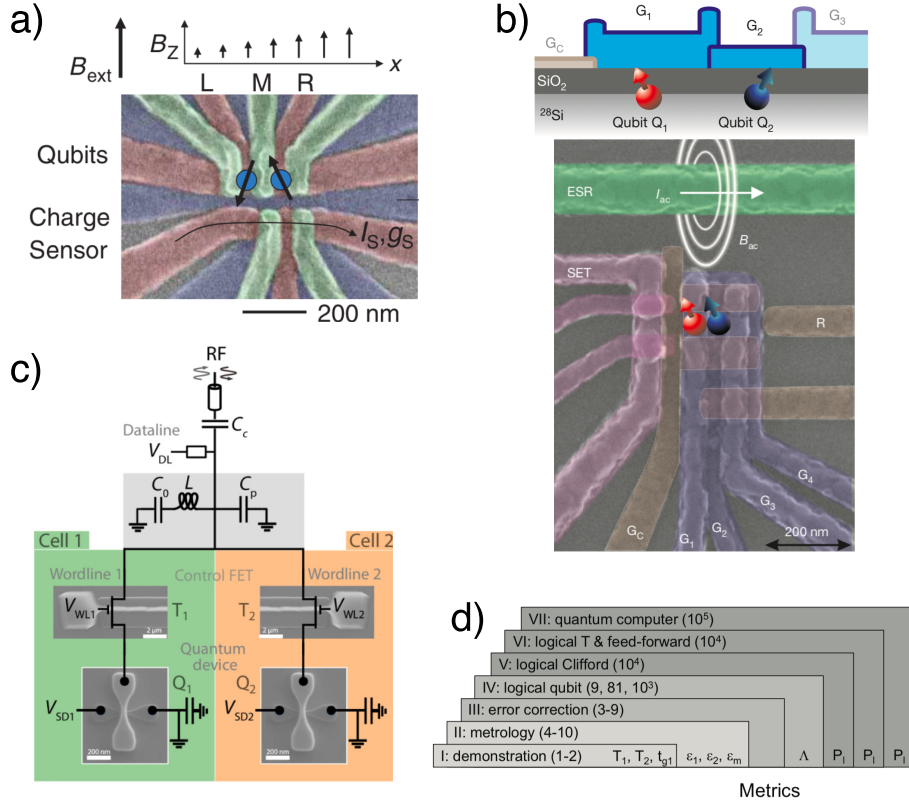 a)
B_ext
B_Z
x
L M R
Qubits
Charge
Sensor
I_S,g_S
200 nm
b)
G_C
G_1
G_2
G_3
SiO_2
^28Si
Qubit Q_1
Qubit Q_2
ESR
I_ac
B_ac
SET
R
G_C
G_1
G_2
G_3
G_4
200 nm
c)
RF
C_c
Dataline
V_DL
C_0
L
C_p
Cell 1
Cell 2
Wordline 1
Control FET
Wordline 2
V_WL1
T_1
T_2
V_WL2
2 μm
2 μm
Quantum
device
Q_1
Q_2
V_SD1
V_SD2
200 nm
200 nm
d)
VII: quantum computer (10^5)
VI: logical T & feed-forward (10^4)
V: logical Clifford (10^4)
IV: logical qubit (9, 81, 10^3)
III: error correction (3-9)
II: metrology (4-10)
I: demonstration (1-2) T_1, T_2, t_g1 ε_1, ε_2, ε_m Λ P_l P_l P_l
Metrics